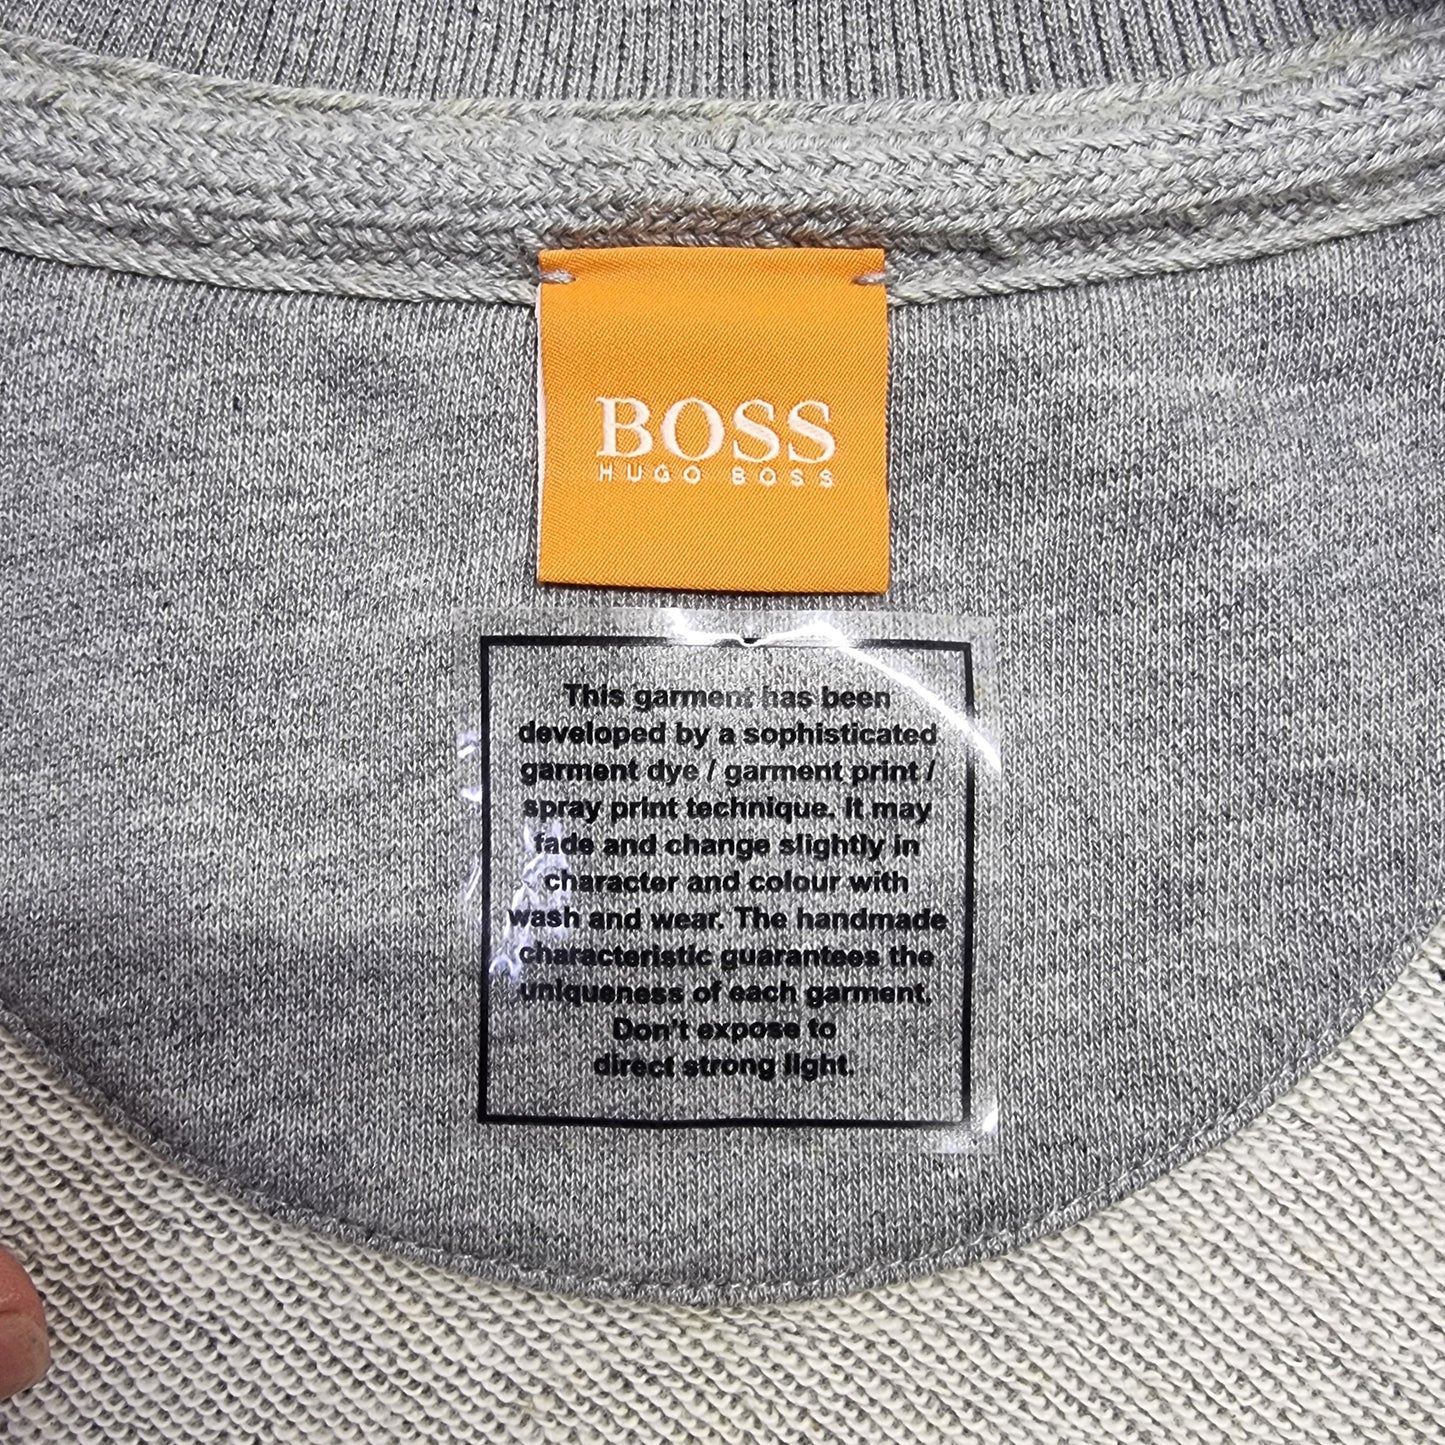 BOSS
HUGO BOSS
This garment has been
developed by a sophisticated
garment dye / garment print /
spray print technique. It may
fade and change slightly in
character and colour with
wash and wear. The handmade
characteristic guarantees the
uniqueness of each garment.
Don't expose to
direct strong light.